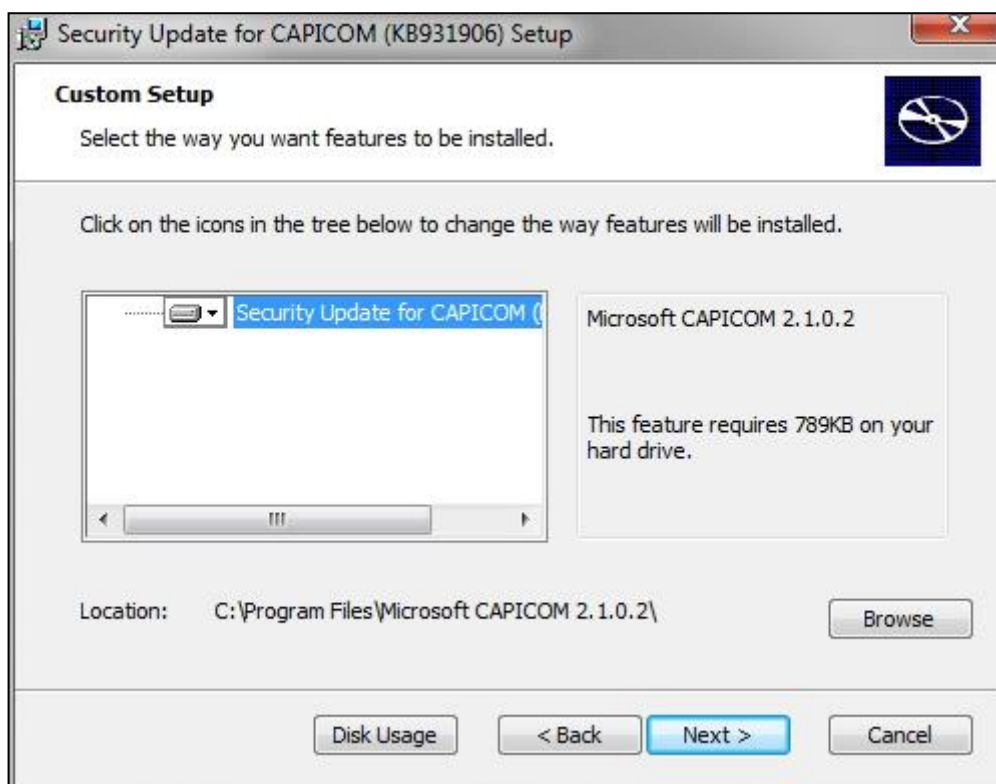 Security Update for CAPICOM (KB931906) Setup
Custom Setup
Select the way you want features to be installed.
Click on the icons in the tree below to change the way features will be installed.
Security Update for CAPICOM (
Microsoft CAPICOM 2.1.0.2
This feature requires 789KB on your
hard drive.
Location: C:\Program Files\Microsoft CAPICOM 2.1.0.2\
Browse
Disk Usage
< Back
Next >
Cancel